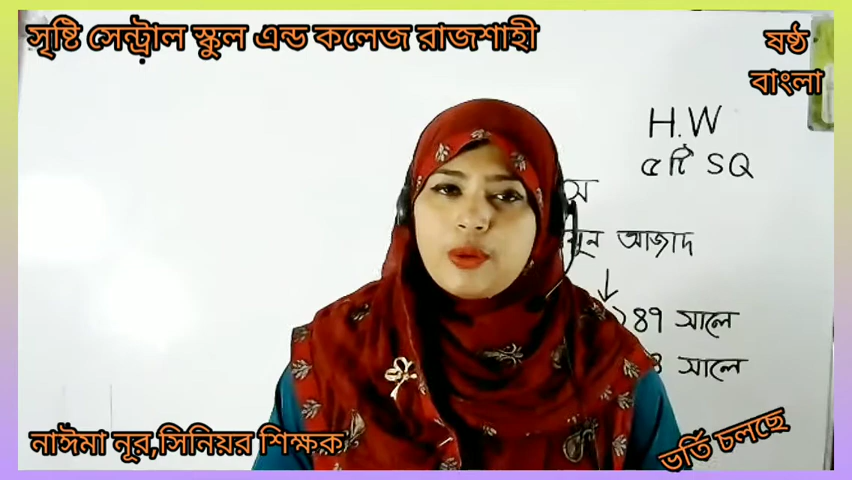 সৃষ্টি সেন্ট্রাল স্কুল এন্ড কলেজ রাজশাহী
ষষ্ঠ
বাংলা
H.W
৫টি SQ
আজাদ
সালে
সালে
নাঈমা নূর,সিনিয়র শিক্ষক
ভর্তি চলছে